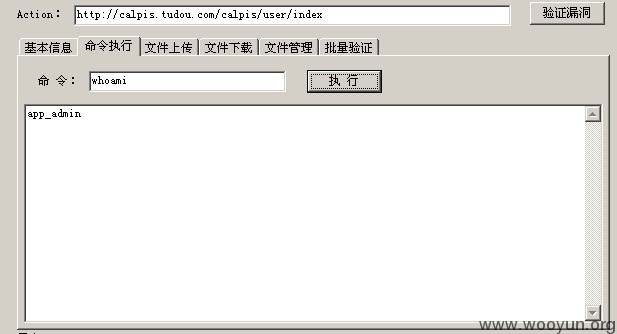 Action： http://calpis.tudou.com/calpis/user/index 验证漏洞
基本信息 命令执行 文件上传 文件下载 文件管理 批量验证
命 令： whoami 执 行
app_admin
www.wooyun.org